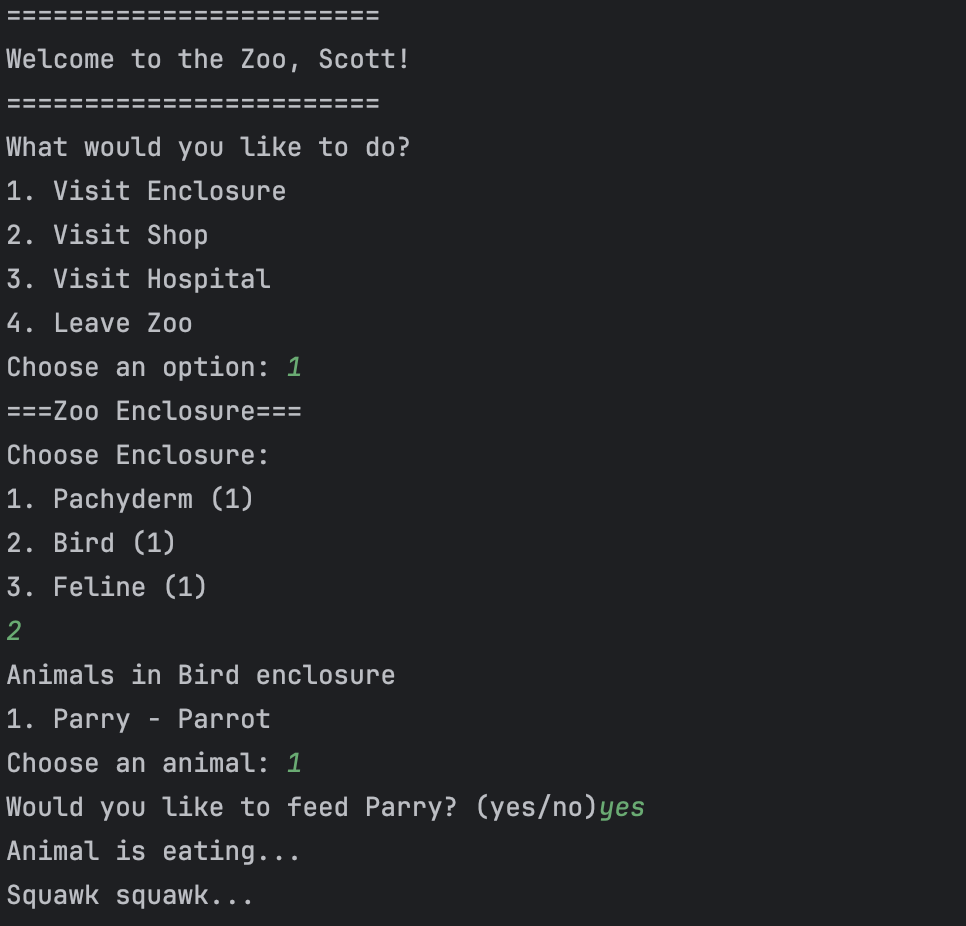 ========================
Welcome to the Zoo, Scott!
========================
What would you like to do?
1. Visit Enclosure
2. Visit Shop
3. Visit Hospital
4. Leave Zoo
Choose an option: 1
===Zoo Enclosure===
Choose Enclosure:
1. Pachyderm (1)
2. Bird (1)
3. Feline (1)
2
Animals in Bird enclosure
1. Parry - Parrot
Choose an animal: 1
Would you like to feed Parry? (yes/no)yes
Animal is eating...
Squawk squawk...